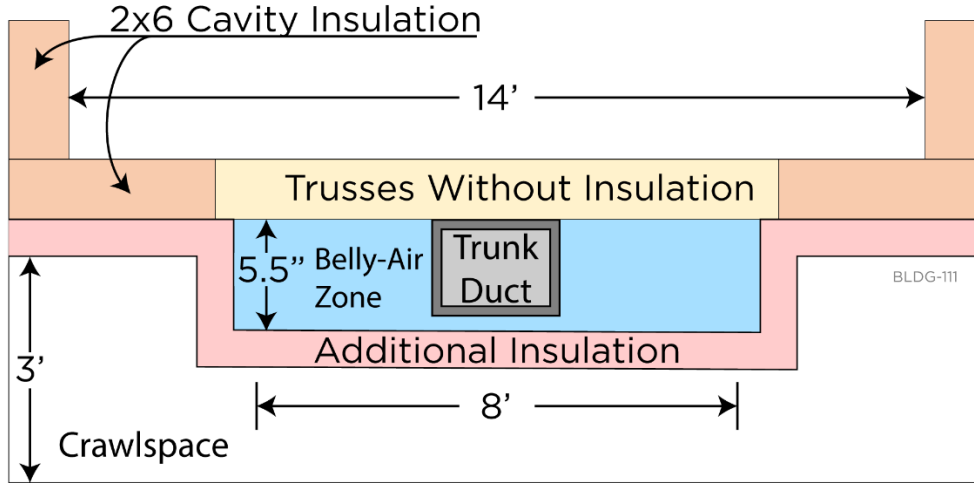 2x6 Cavity Insulation
14’
Trusses Without Insulation
5.5”
Belly-Air
Zone
Trunk
Duct
BLDG-111
Additional Insulation
3’
8’
Crawlspace